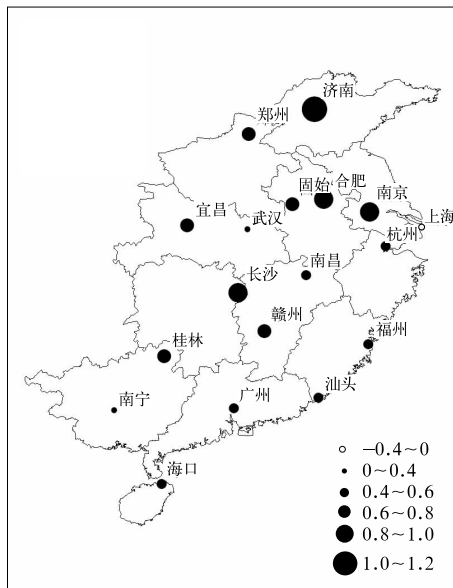 济南
郑州
固始 合肥
南京
宜昌
武汉
上海
杭州
长沙
南昌
赣州
福州
桂林
汕头
南宁
广州
海口
−0.4~0
0~0.4
0.4~0.6
0.6~0.8
0.8~1.0
1.0~1.2